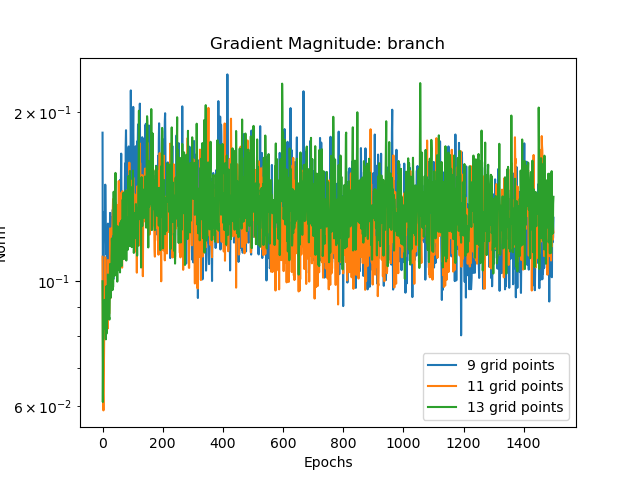 Gradient Magnitude: branch
Norm
2 × 10⁻¹
10⁻¹
6 × 10⁻²
0 200 400 600 800 1000 1200 1400
Epochs
9 grid points
11 grid points
13 grid points